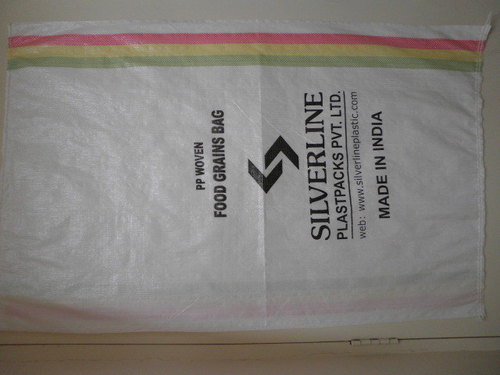 PP WOVEN
FOOD GRAINS BAG
SILVERLINE
PLASTPACKS PVT. LTD.
web: www.silverlineplastic.com
MADE IN INDIA